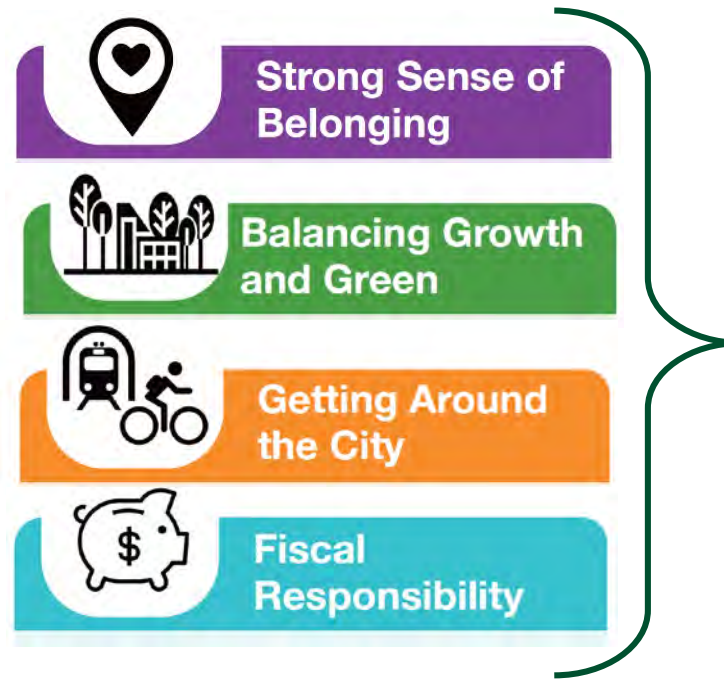 Strong Sense of
Belonging
Balancing Growth
and Green
Getting Around
the City
$
Fiscal
Responsibility